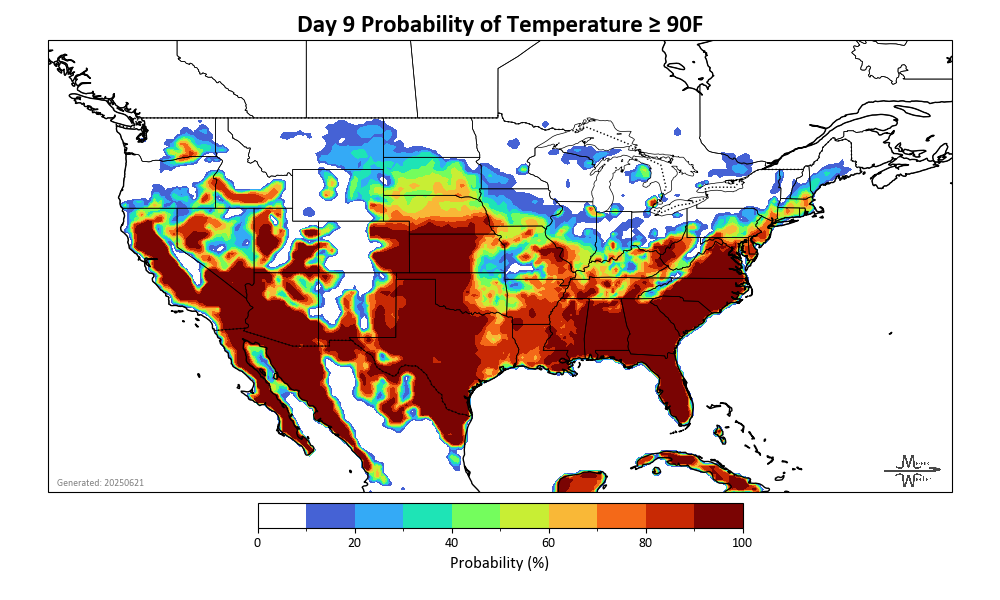 Day 9 Probability of Temperature ≥ 90F
Generated: 20250621
0 20 40 60 80 100
Probability (%)